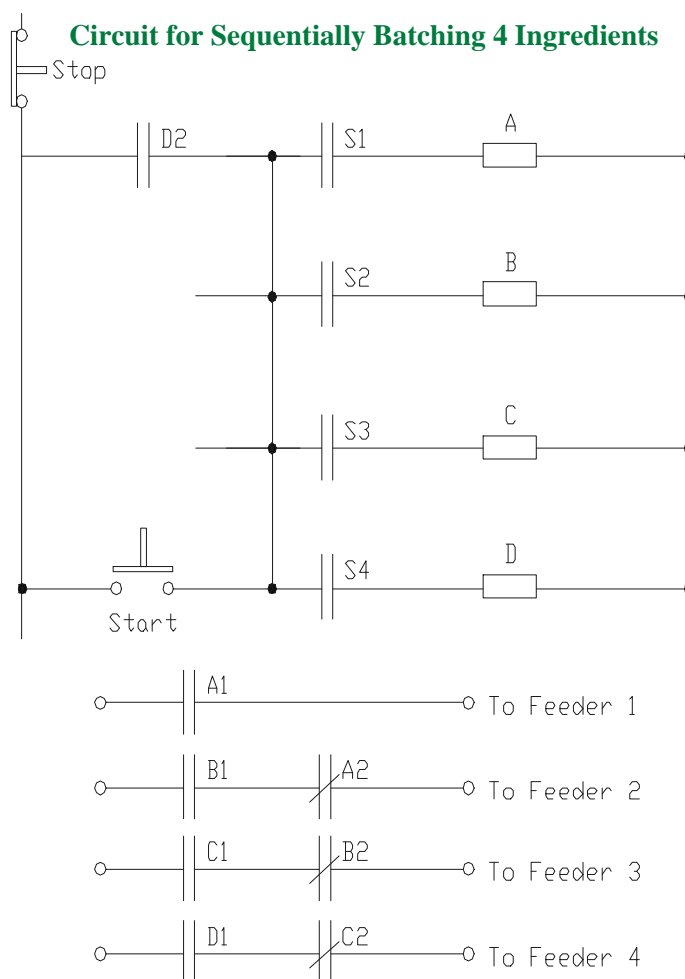 Circuit for Sequentially Batching 4 Ingredients
Stop
D2
S1
A
S2
B
S3
C
S4
D
Start
A1
To Feeder 1
B1
A2
To Feeder 2
C1
B2
To Feeder 3
D1
C2
To Feeder 4